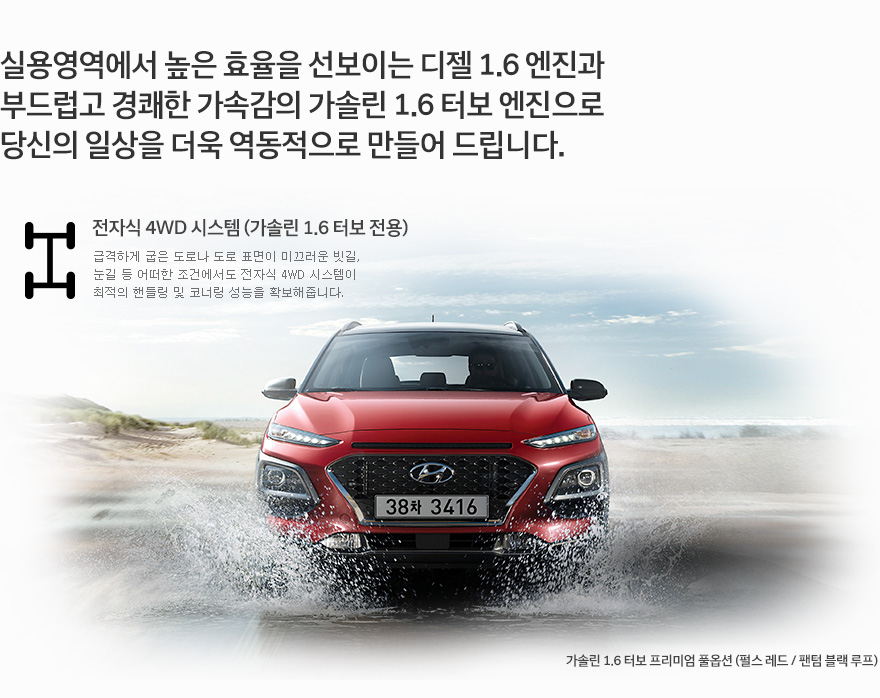 실용영역에서 높은 효율을 선보이는 디젤 1.6 엔진과
부드럽고 경쾌한 가속감의 가솔린 1.6 터보 엔진으로
당신의 일상을 더욱 역동적으로 만들어 드립니다.
전자식 4WD 시스템 (가솔린 1.6 터보 전용)
급격하게 굽은 도로나 도로 표면이 미끄러운 빗길,
눈길 등 어떠한 조건에서도 전자식 4WD 시스템이
최적의 핸들링 및 코너링 성능을 확보해줍니다.
38차 3416
가솔린 1.6 터보 프리미엄 풀옵션 (펄스 레드 / 팬텀 블랙 루프)